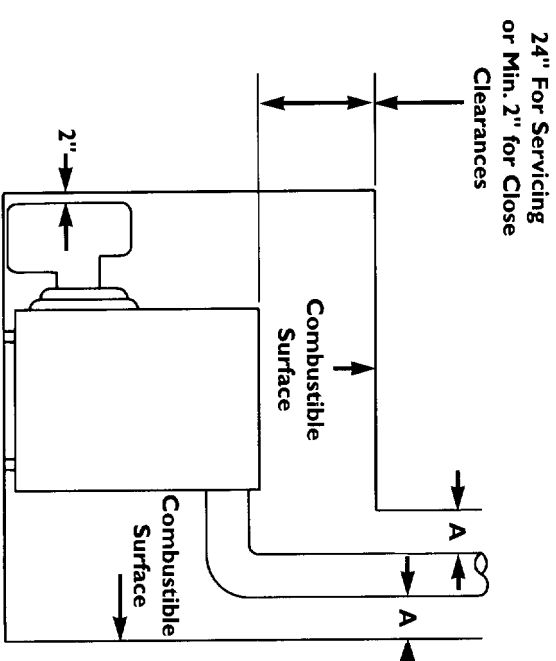 24" For Servicing
or Min. 2" for Close
Clearances
2"
Combustible
Surface
A
A
Combustible
Surface